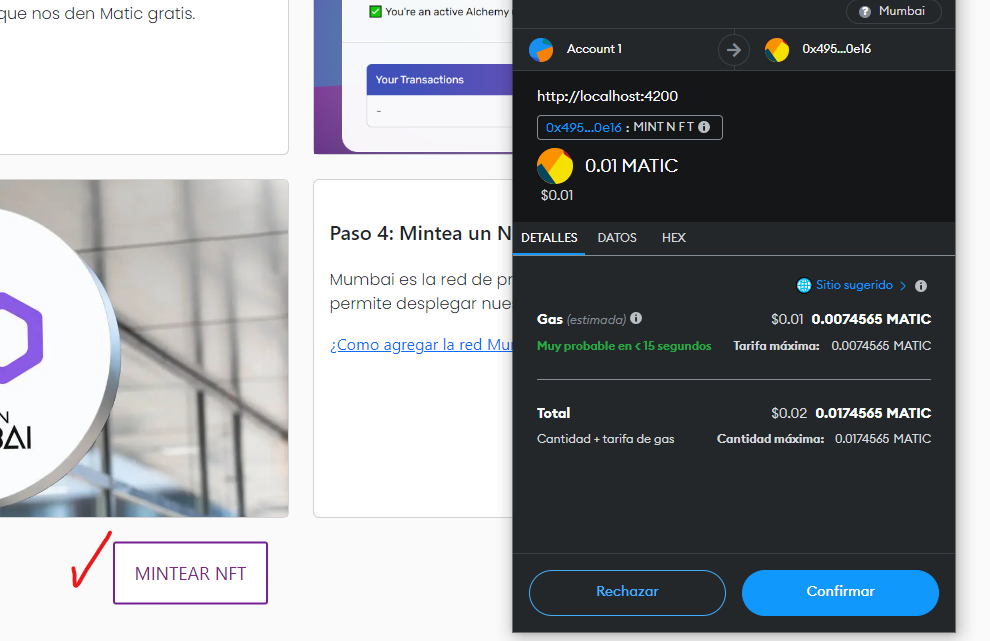 que nos den Matic gratis.
You're an active Alchemy
Your Transactions
-
N
BAI
Paso 4: Mintea un N
Mumbai es la red de pr
permite desplegar nue
¿Como agregar la red Mu
MINTEAR NFT
Mumbai
Account 1
0x495...0e16
http://localhost:4200
0x495...0e16 : MINT N F T
0.01 MATIC
$0.01
DETALLES DATOS HEX
Sitio sugerido
Gas (estimada) $0.01 0.0074565 MATIC
Muy probable en < 15 segundos Tarifa máxima: 0.0074565 MATIC
Total $0.02 0.0174565 MATIC
Cantidad + tarifa de gas Cantidad máxima: 0.0174565 MATIC
Rechazar Confirmar